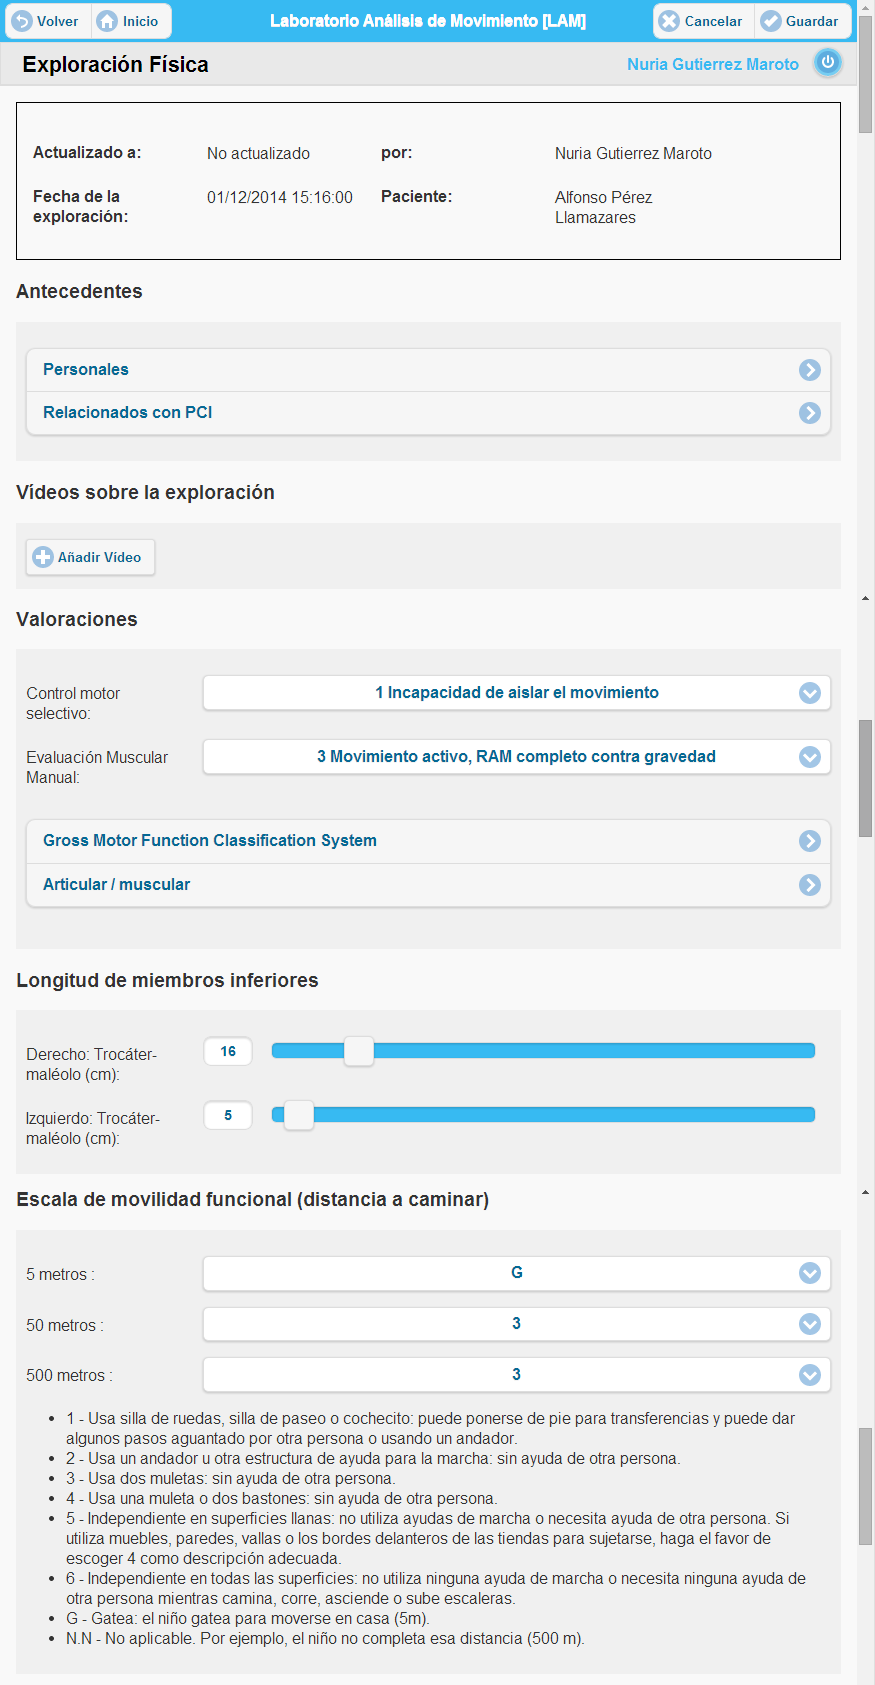 Volver Inicio Laboratorio Análisis de Movimiento [LAM] Cancelar Guardar
Exploración Física Nuria Gutierrez Maroto
Actualizado a: No actualizado por: Nuria Gutierrez Maroto
Fecha de la exploración: 01/12/2014 15:16:00 Paciente: Alfonso Pérez Llamazares
Antecedentes
Personales
Relacionados con PCI
Vídeos sobre la exploración
Añadir Vídeo
Valoraciones
Control motor selectivo: 1 Incapacidad de aislar el movimiento
Evaluación Muscular Manual: 3 Movimiento activo, RAM completo contra gravedad
Gross Motor Function Classification System
Articular / muscular
Longitud de miembros inferiores
Derecho: Trocáter-
maléolo (cm): 16
Izquierdo: Trocáter-
maléolo (cm): 5
Escala de movilidad funcional (distancia a caminar)
5 metros : G
50 metros : 3
500 metros : 3
• 1 - Usa silla de ruedas, silla de paseo o cochecito: puede ponerse de pie para transferencias y puede dar
algunos pasos aguantado por otra persona o usando un andador.
• 2 - Usa un andador u otra estructura de ayuda para la marcha: sin ayuda de otra persona.
• 3 - Usa dos muletas: sin ayuda de otra persona.
• 4 - Usa una muleta o dos bastones: sin ayuda de otra persona.
• 5 - Independiente en superficies llanas: no utiliza ayudas de marcha o necesita ayuda de otra persona. Si
utiliza muebles, paredes, vallas o los bordes delanteros de las tiendas para sujetarse, haga el favor de
escoger 4 como descripción adecuada.
• 6 - Independiente en todas las superficies: no utiliza ninguna ayuda de marcha o necesita ninguna ayuda de
otra persona mientras camina, corre, asciende o sube escaleras.
• G - Gatea: el niño gatea para moverse en casa (5m).
• N.N - No aplicable. Por ejemplo, el niño no completa esa distancia (500 m).